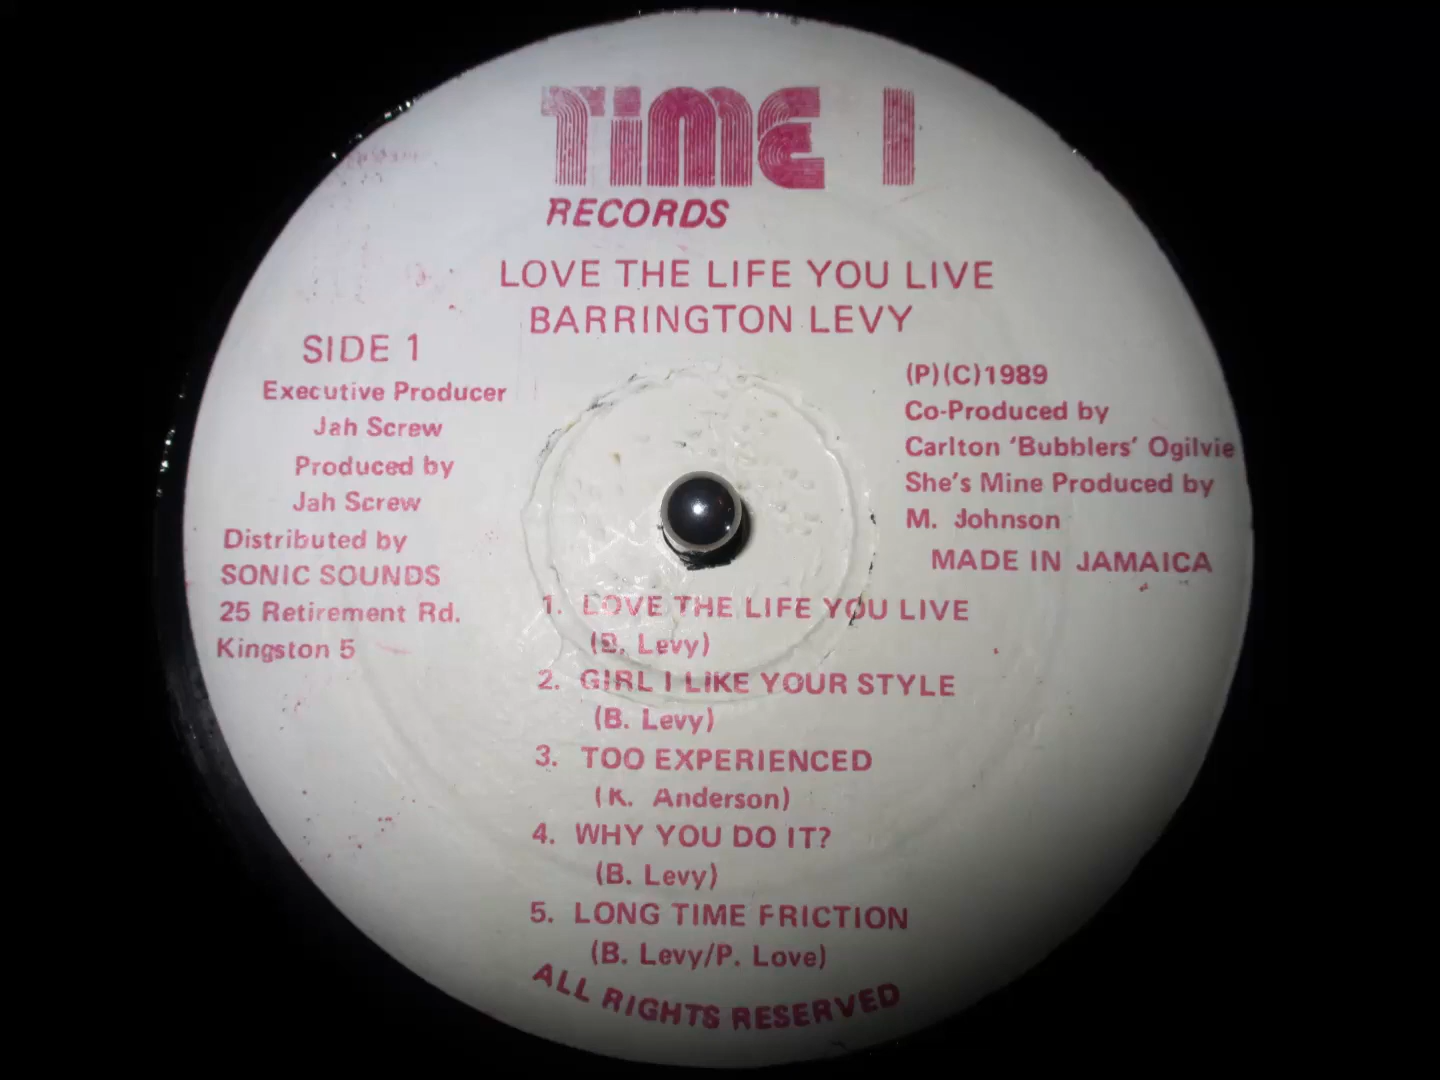 TIME 1
RECORDS
LOVE THE LIFE YOU LIVE
BARRINGTON LEVY
SIDE 1
Executive Producer
Jah Screw
Produced by
Jah Screw
Distributed by
SONIC SOUNDS
25 Retirement Rd.
Kingston 5
(P)(C)1989
Co-Produced by
Carlton 'Bubblers' Ogilvie
She's Mine Produced by
M. Johnson
MADE IN JAMAICA
1. LOVE THE LIFE YOU LIVE
(B. Levy)
2. GIRL I LIKE YOUR STYLE
(B. Levy)
3. TOO EXPERIENCED
(K. Anderson)
4. WHY YOU DO IT?
(B. Levy)
5. LONG TIME FRICTION
(B. Levy/P. Love)
ALL RIGHTS RESERVED